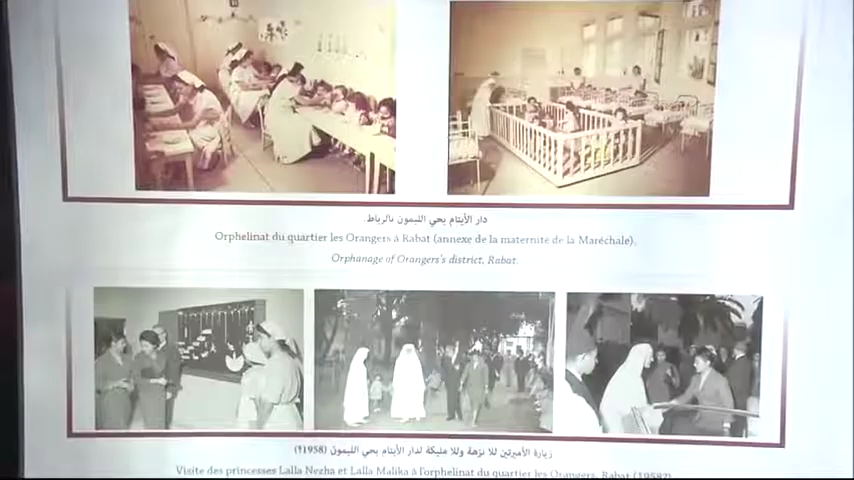 دار الأيتام بحي الليمون بالرباط.
Orphelinat du quartier les Orangers à Rabat (annexe de la maternité de la Maréchale).
Orphanage of Orangers's district, Rabat.
زيارة الأميرتين للا نزهة وللا مليكة لدار الأيتام بحي الليمون (1958؟)
Visite des princesses Lalla Nezha et Lalla Malika à l'orphelinat du quartier les Orangers, Rabat (1958?)